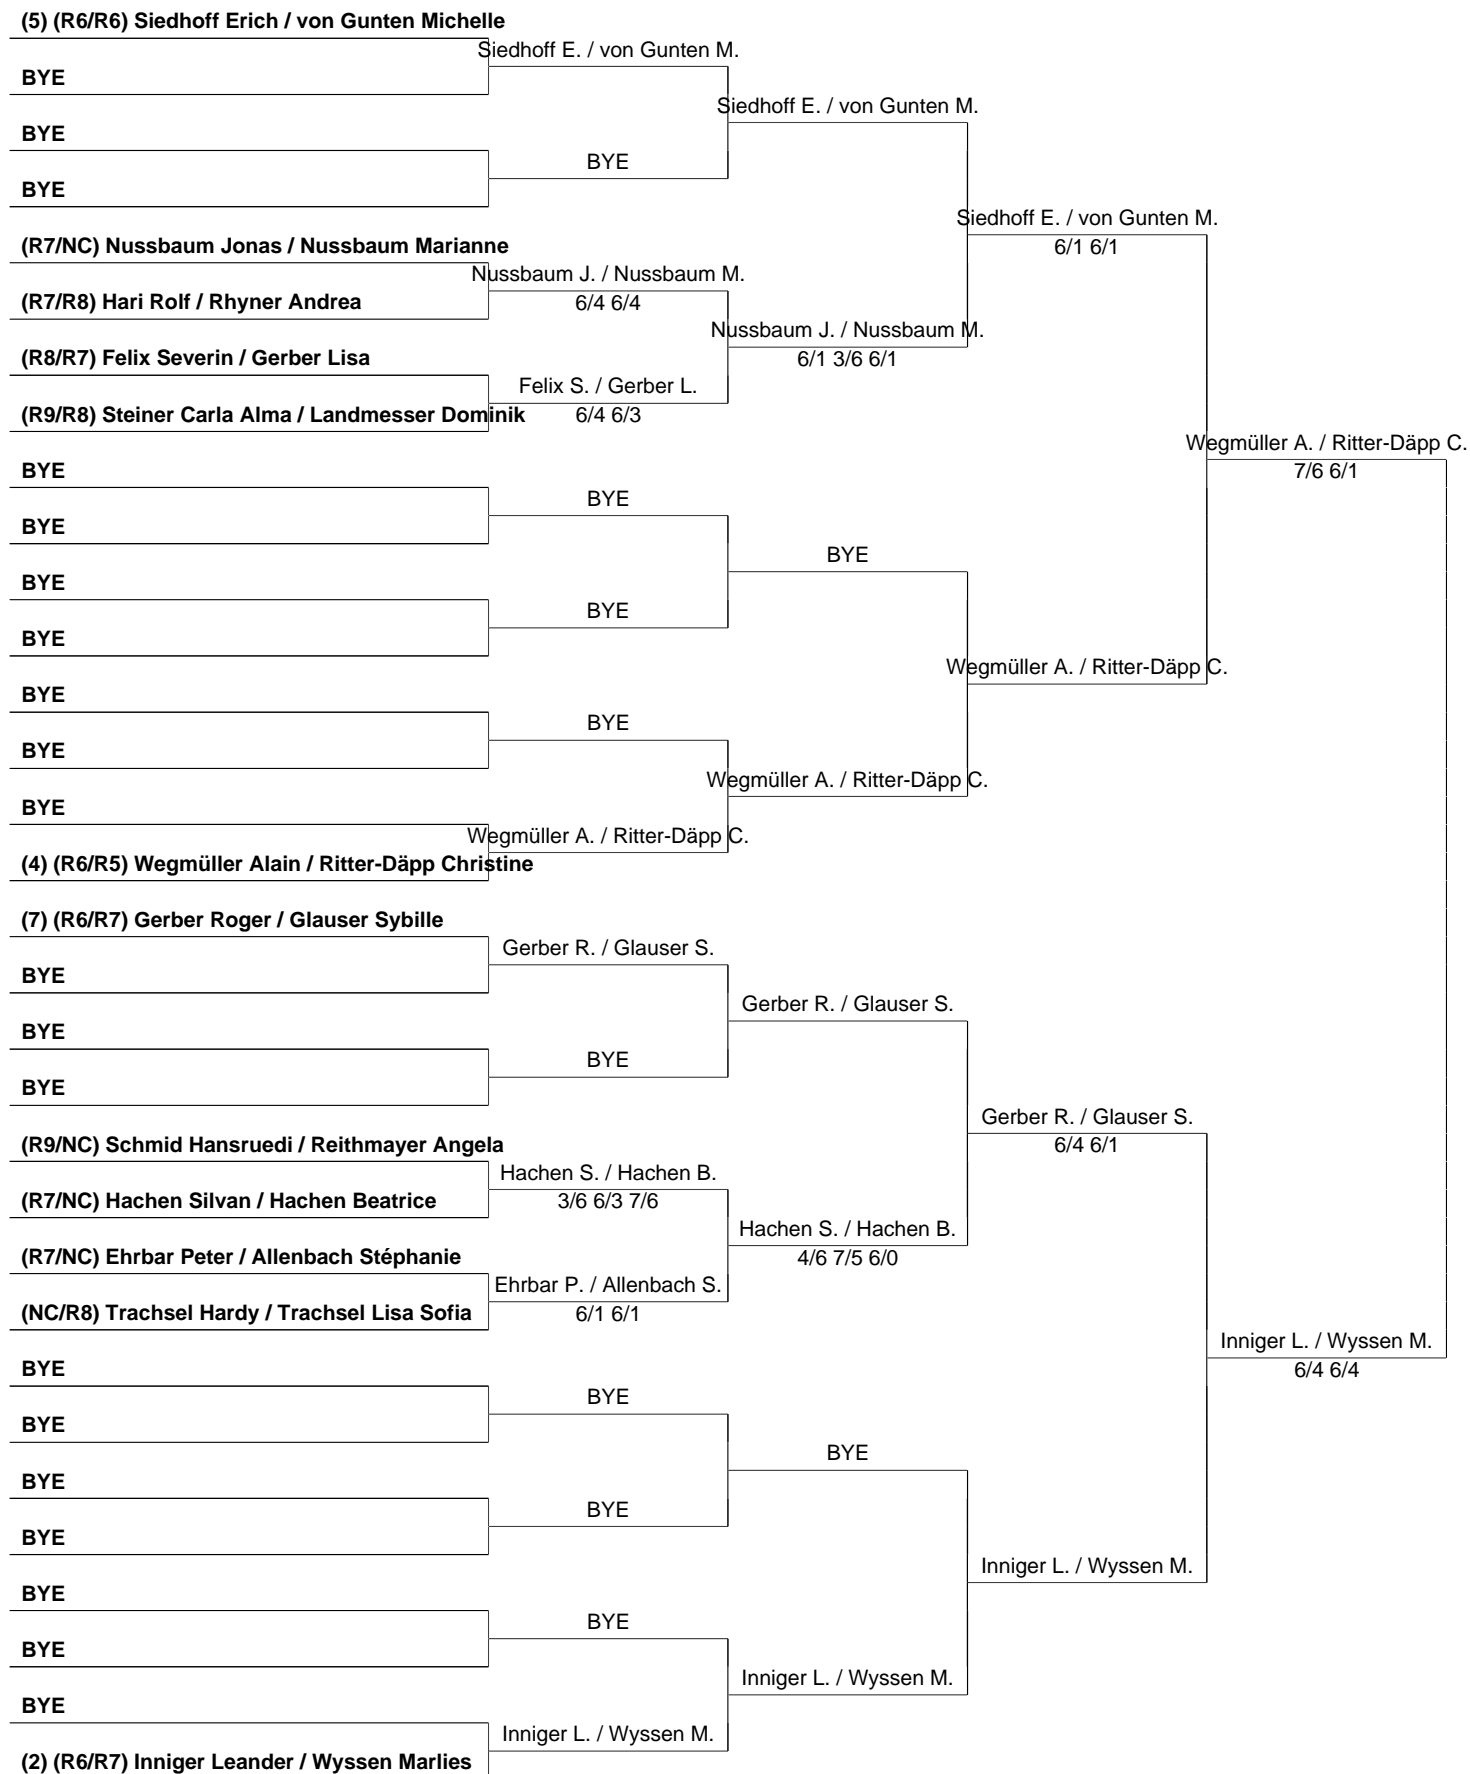 (5) (R6/R6) Siedhoff Erich / von Gunten Michelle
Siedhoff E. / von Gunten M.
BYE
Siedhoff E. / von Gunten M.
BYE
BYE
BYE
Siedhoff E. / von Gunten M.
6/1 6/1
(R7/NC) Nussbaum Jonas / Nussbaum Marianne
Nussbaum J. / Nussbaum M.
6/4 6/4
(R7/R8) Hari Rolf / Rhyner Andrea
Nussbaum J. / Nussbaum M.
6/1 3/6 6/1
(R8/R7) Felix Severin / Gerber Lisa
Felix S. / Gerber L.
6/4 6/3
(R9/R8) Steiner Carla Alma / Landmesser Dominik
Wegmüller A. / Ritter-Däpp C.
7/6 6/1
BYE
BYE
BYE
BYE
BYE
BYE
BYE
Wegmüller A. / Ritter-Däpp C.
BYE
BYE
BYE
Wegmüller A. / Ritter-Däpp C.
BYE
Wegmüller A. / Ritter-Däpp C.
(4) (R6/R5) Wegmüller Alain / Ritter-Däpp Christine
(7) (R6/R7) Gerber Roger / Glauser Sybille
Gerber R. / Glauser S.
BYE
Gerber R. / Glauser S.
BYE
BYE
BYE
Gerber R. / Glauser S.
6/4 6/1
(R9/NC) Schmid Hansruedi / Reithmayer Angela
Hachen S. / Hachen B.
3/6 6/3 7/6
(R7/NC) Hachen Silvan / Hachen Beatrice
Hachen S. / Hachen B.
4/6 7/5 6/0
(R7/NC) Ehrbar Peter / Allenbach Stéphanie
Ehrbar P. / Allenbach S.
6/1 6/1
(NC/R8) Trachsel Hardy / Trachsel Lisa Sofia
Inniger L. / Wyssen M.
6/4 6/4
BYE
BYE
BYE
BYE
BYE
BYE
BYE
Inniger L. / Wyssen M.
BYE
BYE
BYE
Inniger L. / Wyssen M.
BYE
Inniger L. / Wyssen M.
(2) (R6/R7) Inniger Leander / Wyssen Marlies